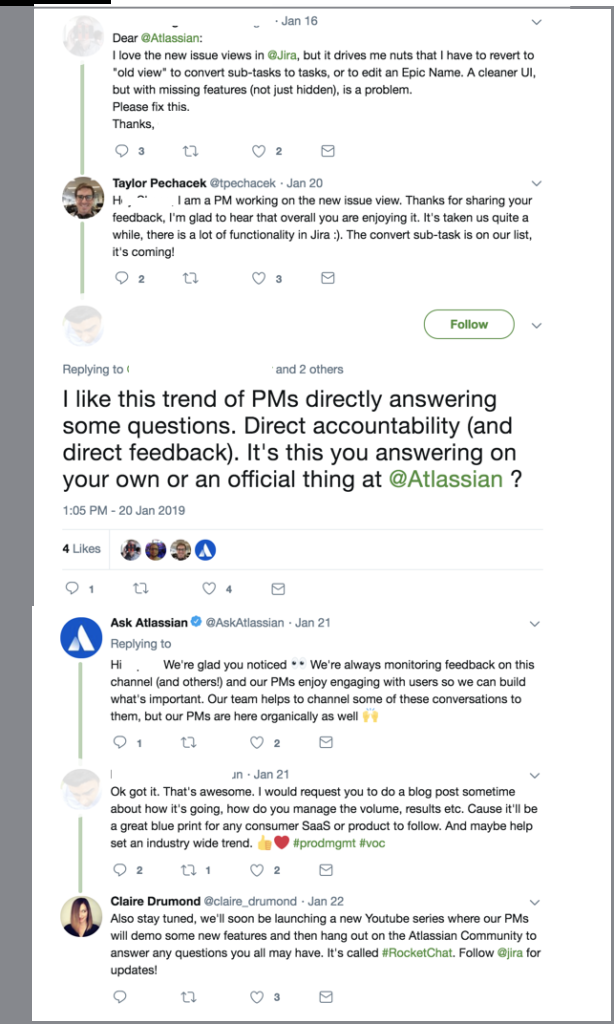 · Jan 16
Dear @Atlassian:
I love the new issue views in @Jira, but it drives me nuts that I have to revert to
"old view" to convert sub-tasks to tasks, or to edit an Epic Name. A cleaner UI,
but with missing features (not just hidden), is a problem.
Please fix this.
Thanks,
3 2
Taylor Pechacek @tpechacek · Jan 20
I am a PM working on the new issue view. Thanks for sharing your
feedback, I'm glad to hear that overall you are enjoying it. It's taken us quite a
while, there is a lot of functionality in Jira :). The convert sub-task is on our list,
it's coming!
2 3
Follow
Replying to and 2 others
I like this trend of PMs directly answering
some questions. Direct accountability (and
direct feedback). It's this you answering on
your own or an official thing at @Atlassian ?
1:05 PM - 20 Jan 2019
4 Likes
1 4
Ask Atlassian @AskAtlassian · Jan 21
Replying to
Hi We're glad you noticed 👀 We're always monitoring feedback on this
channel (and others!) and our PMs enjoy engaging with users so we can build
what's important. Our team helps to channel some of these conversations to
them, but our PMs are here organically as well 🙌
1 2
· Jan 21
Ok got it. That's awesome. I would request you to do a blog post sometime
about how it's going, how do you manage the volume, results etc. Cause it'll be
a great blue print for any consumer SaaS or product to follow. And maybe help
set an industry wide trend. 👍❤️ #prodmgmt #voc
2 1 2
Claire Drumond @claire_drumond · Jan 22
Also stay tuned, we'll soon be launching a new Youtube series where our PMs
will demo some new features and then hang out on the Atlassian Community to
answer any questions you all may have. It's called #RocketChat. Follow @jira for
updates!
3